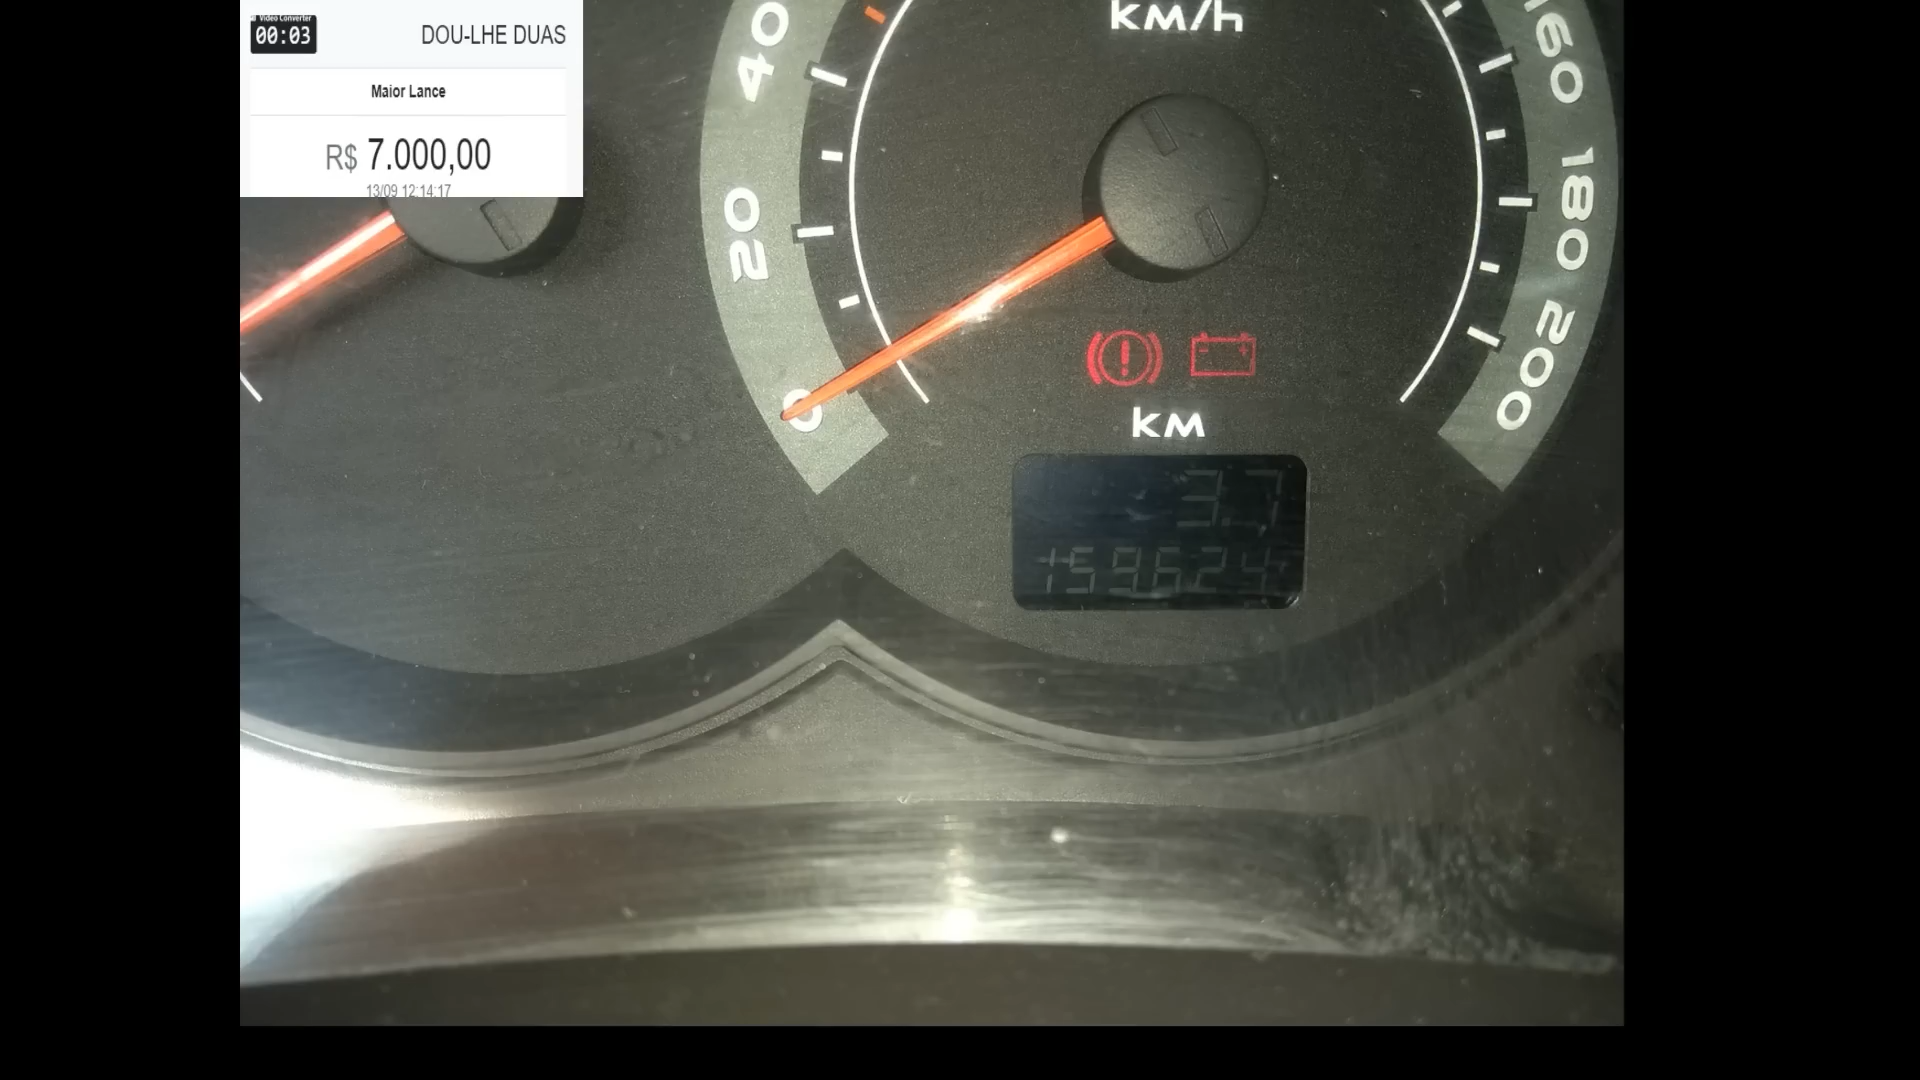 Video Converter
00:03
DOU-LHE DUAS
Maior Lance
R$ 7.000,00
13/09 12:14:17
km/h
40
20
0
160
180
200
km
3.7
159624